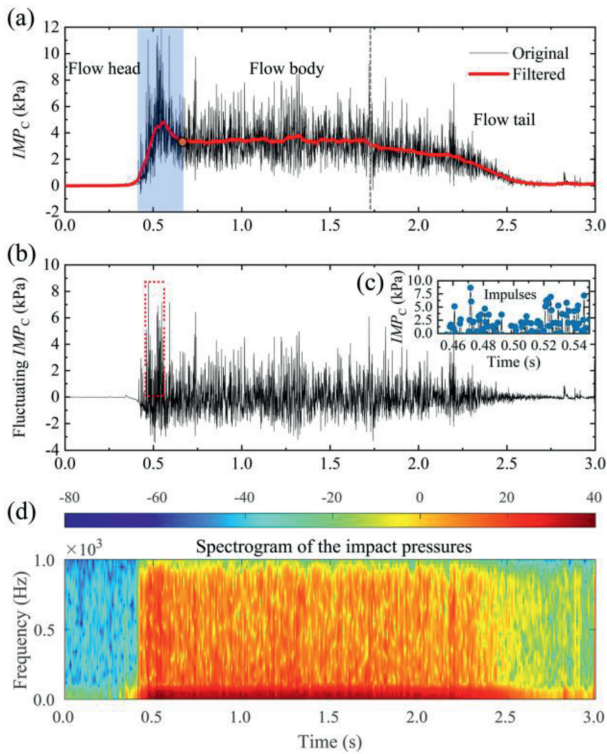 (a)
12
10
8
6
4
2
0
-2
IMP_C (kPa)
Flow head
Flow body
Flow tail
Original
Filtered
0.0 0.5 1.0 1.5 2.0 2.5 3.0
(b)
10
8
6
4
2
0
-2
-4
Fluctuating IMP_C (kPa)
0.0 0.5 1.0 1.5 2.0 2.5 3.0
(c)
10.0
7.5
5.0
2.5
0.0
IMP_C (kPa)
Impulses
0.46 0.48 0.50 0.52 0.54
Time (s)
-80 -60 -40 -20 0 20 40
(d)
×10³
Spectrogram of the impact pressures
1.0
0.5
0.0
Frequency (Hz)
0.0 0.5 1.0 1.5 2.0 2.5 3.0
Time (s)